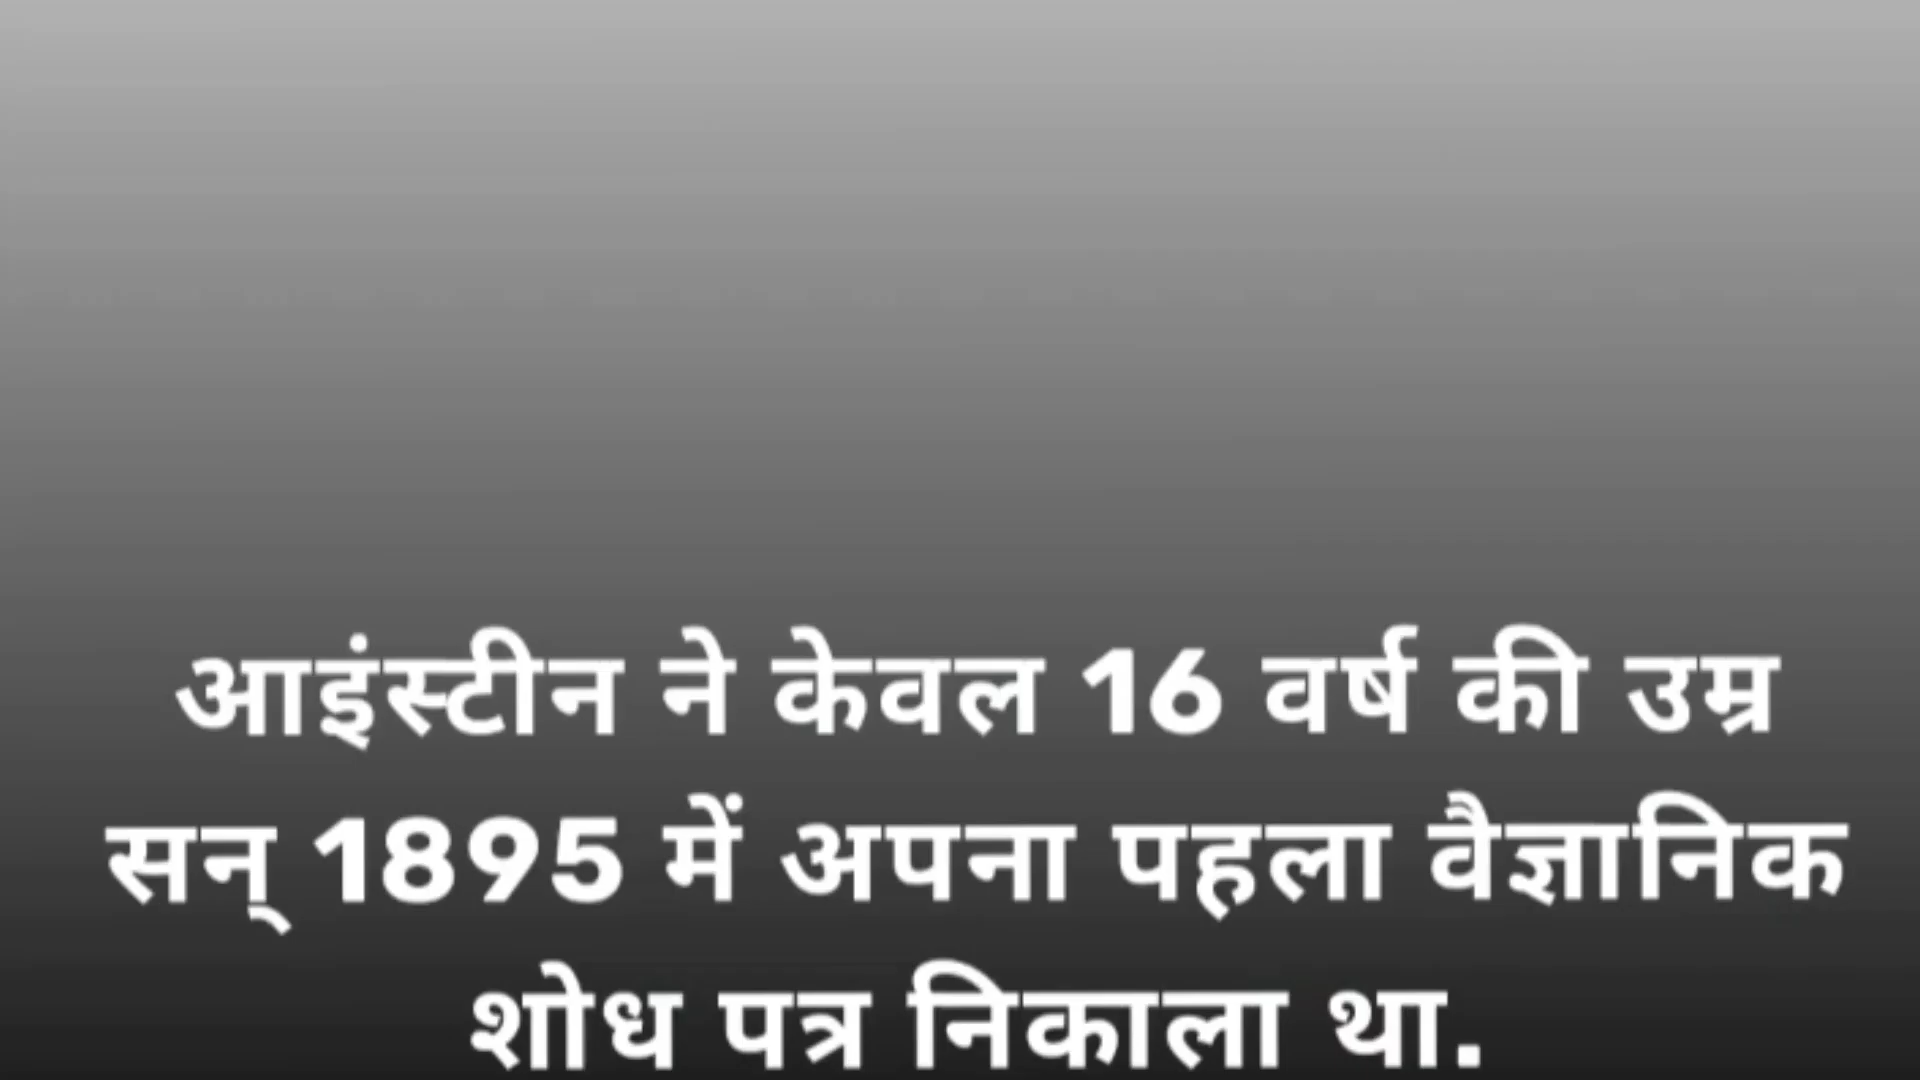 आइंस्टीन ने केवल 16 वर्ष की उम्र
सन् 1895 में अपना पहला वैज्ञानिक
शोध पत्र निकाला था.